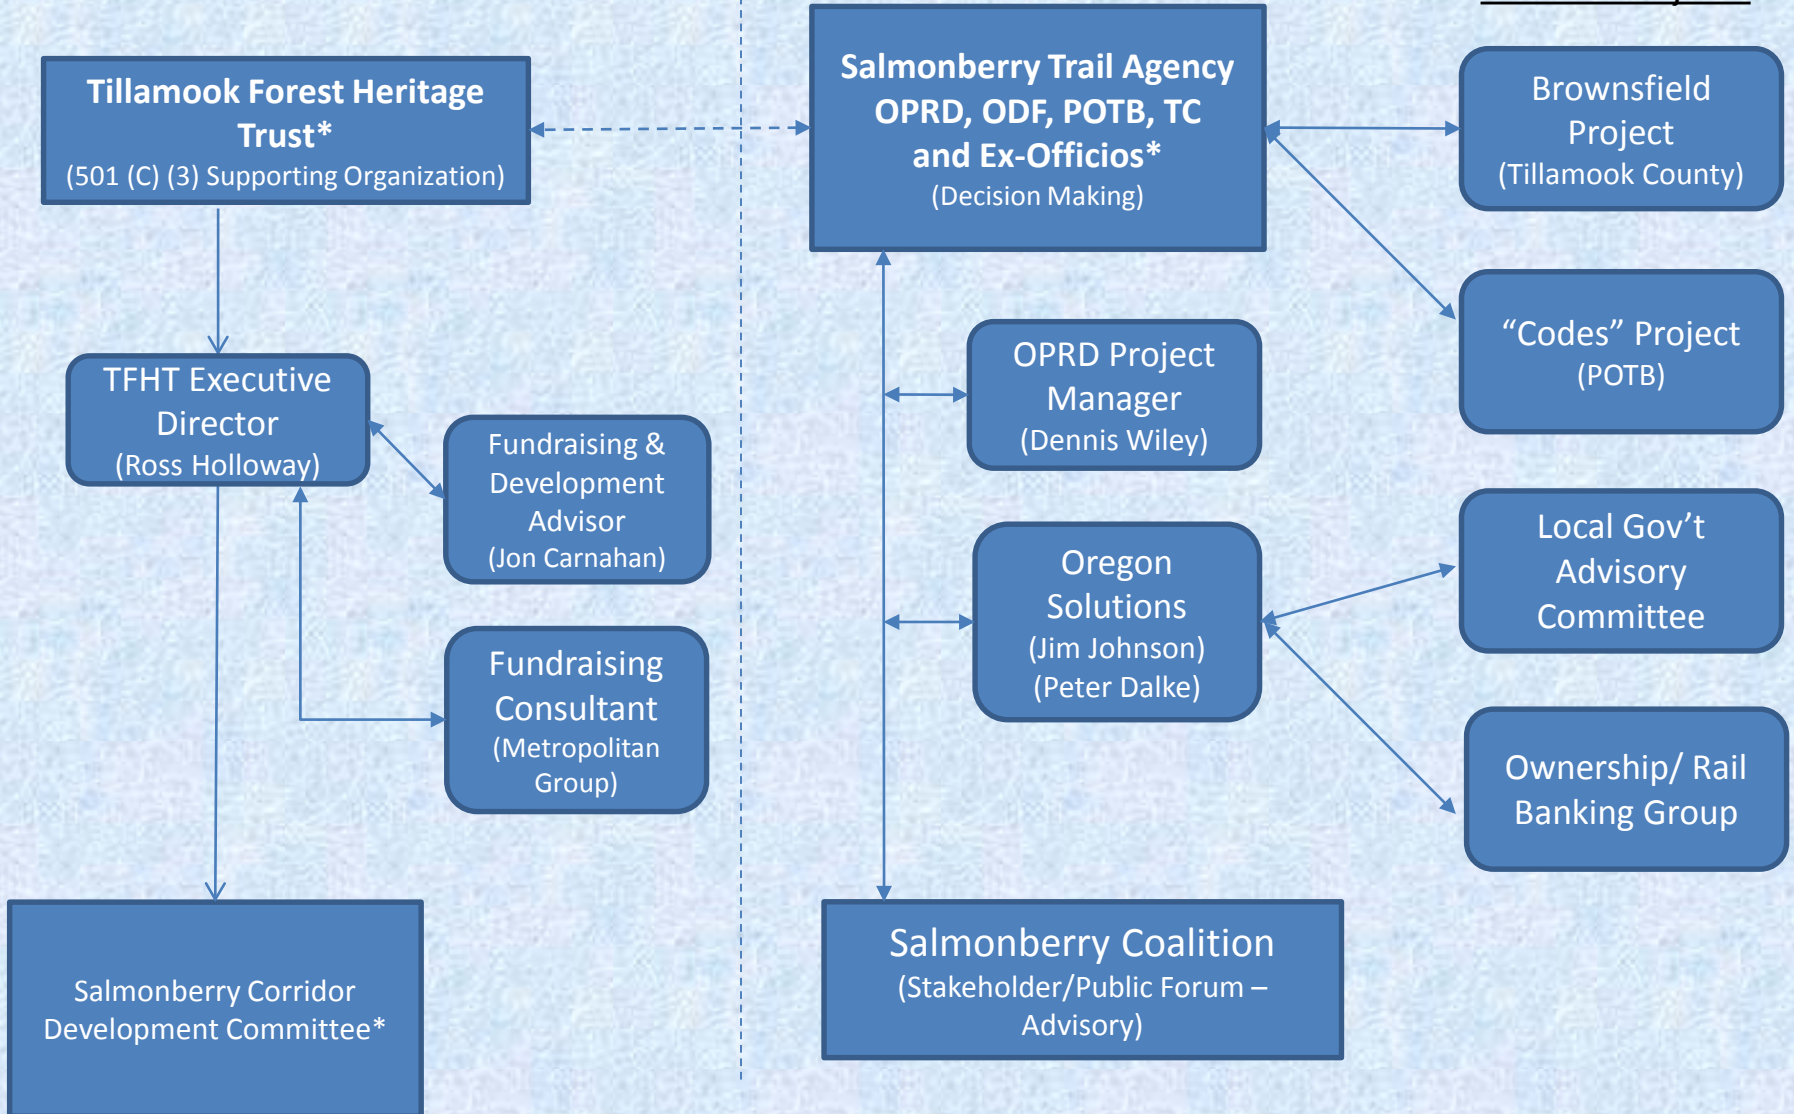 Tillamook Forest Heritage
Trust*
(501 (C) (3) Supporting Organization)
TFHT Executive
Director
(Ross Holloway)
Fundraising &
Development
Advisor
(Jon Carnahan)
Fundraising
Consultant
(Metropolitan
Group)
Salmonberry Corridor
Development Committee*
Salmonberry Trail Agency
OPRD, ODF, POTB, TC
and Ex-Officios*
(Decision Making)
OPRD Project
Manager
(Dennis Wiley)
Oregon
Solutions
(Jim Johnson)
(Peter Dalke)
Salmonberry Coalition
(Stakeholder/Public Forum –
Advisory)
Brownsfield
Project
(Tillamook County)
“Codes” Project
(POTB)
Local Gov’t
Advisory
Committee
Ownership/ Rail
Banking Group